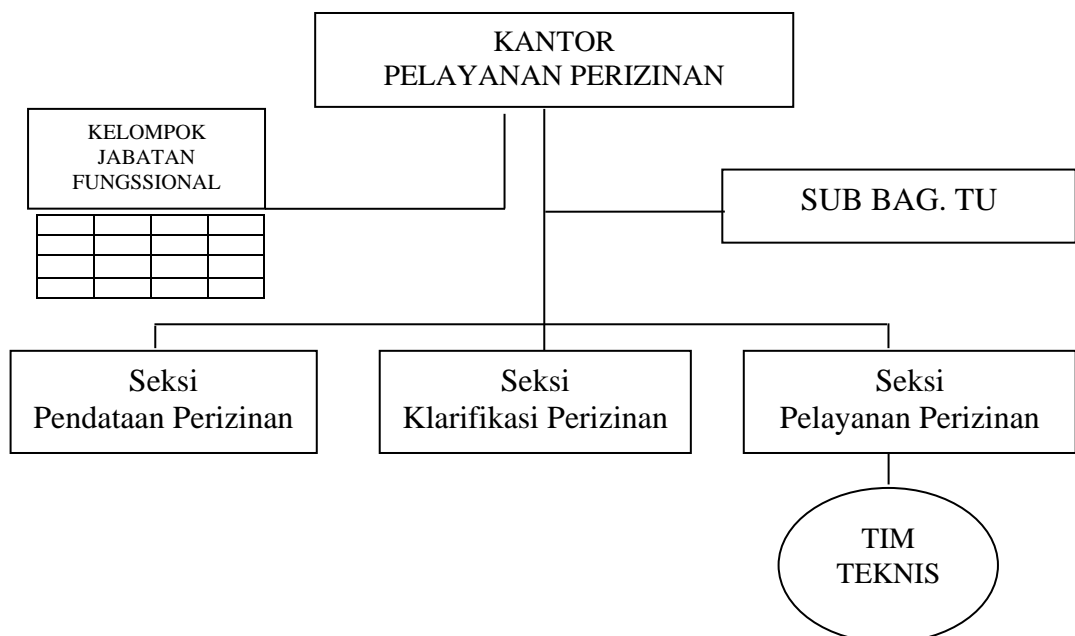 KANTOR
PELAYANAN PERIZINAN
KELOMPOK
JABATAN
FUNGSSIONAL
SUB BAG. TU
Seksi
Pendataan Perizinan
Seksi
Klarifikasi Perizinan
Seksi
Pelayanan Perizinan
TIM
TEKNIS